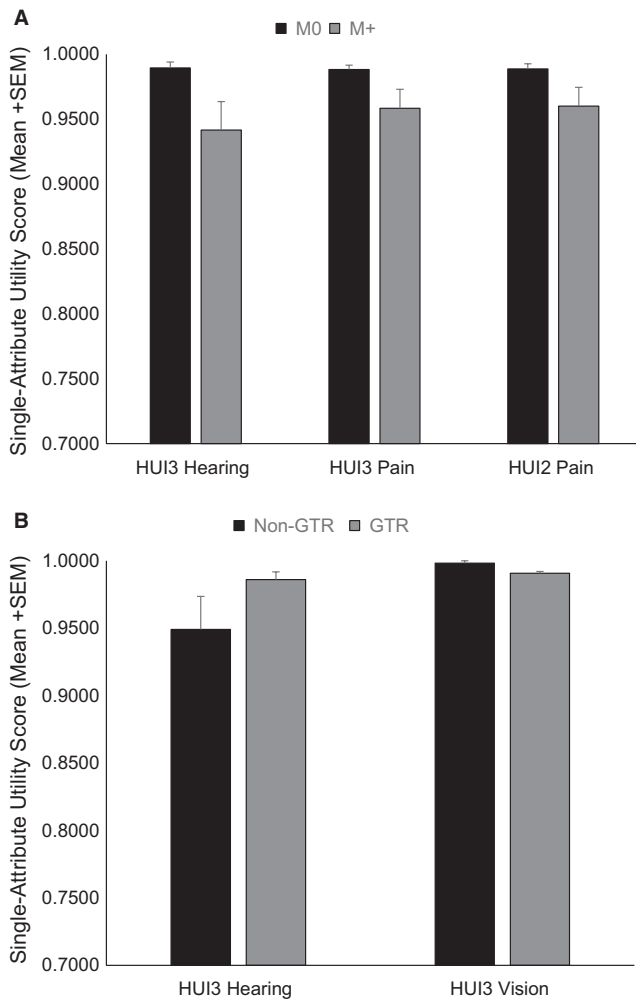 A
M0 M+
Single-Attribute Utility Score (Mean +SEM)
1.0000
0.9500
0.9000
0.8500
0.8000
0.7500
0.7000
HUI3 Hearing HUI3 Pain HUI2 Pain
B
Non-GTR GTR
Single-Attribute Utility Score (Mean +SEM)
1.0000
0.9500
0.9000
0.8500
0.8000
0.7500
0.7000
HUI3 Hearing HUI3 Vision